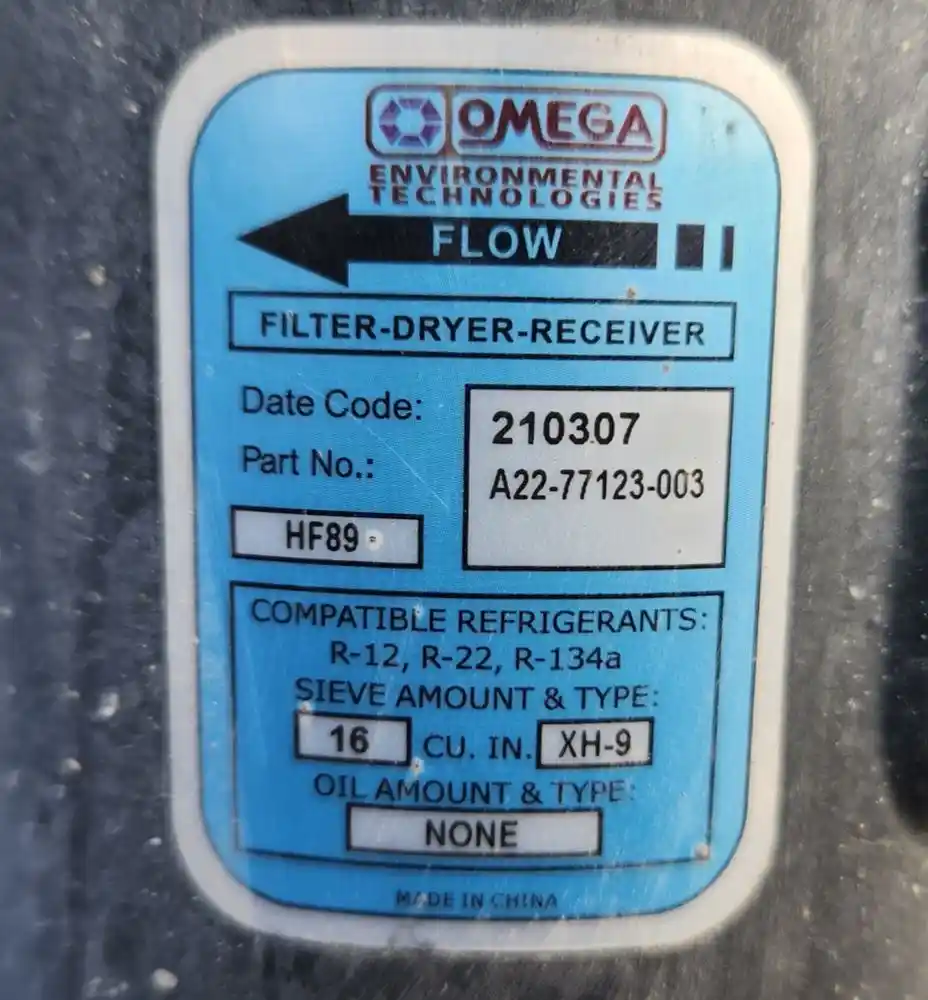 OMEGA
ENVIRONMENTAL
TECHNOLOGIES
FLOW
FILTER-DRYER-RECEIVER
Date Code: 210307
Part No.: A22-77123-003
HF89
COMPATIBLE REFRIGERANTS:
R-12, R-22, R-134a
SIEVE AMOUNT & TYPE:
16 CU. IN. XH-9
OIL AMOUNT & TYPE:
NONE
MADE IN CHINA